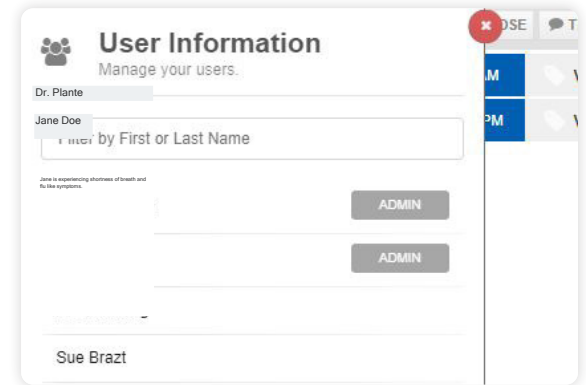 User Information
Manage your users.
Dr. Plante
Jane Doe
Filter by First or Last Name
Jane is experiencing shortness of breath and
flu like symptoms.
ADMIN
ADMIN
Sue Brazt
OSE
T
AM
PM